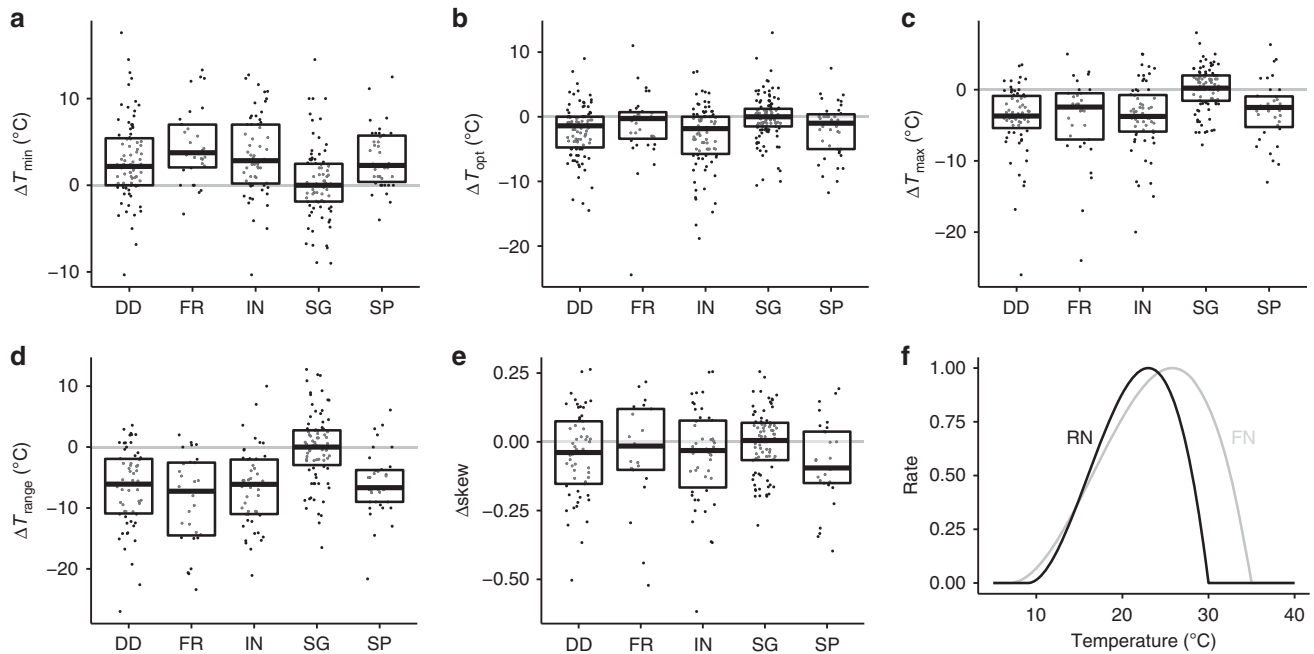 a
10
0
−10
ΔTmin (°C)
DD FR IN SG SP
b
10
0
−10
−20
ΔTopt (°C)
DD FR IN SG SP
c
0
−10
−20
ΔTmax (°C)
DD FR IN SG SP
d
10
0
−10
−20
ΔTrange (°C)
DD FR IN SG SP
e
0.25
0.00
−0.25
−0.50
Δskew
DD FR IN SG SP
f
1.00
0.75
0.50
0.25
0.00
Rate
RN
FN
10 20 30 40
Temperature (°C)